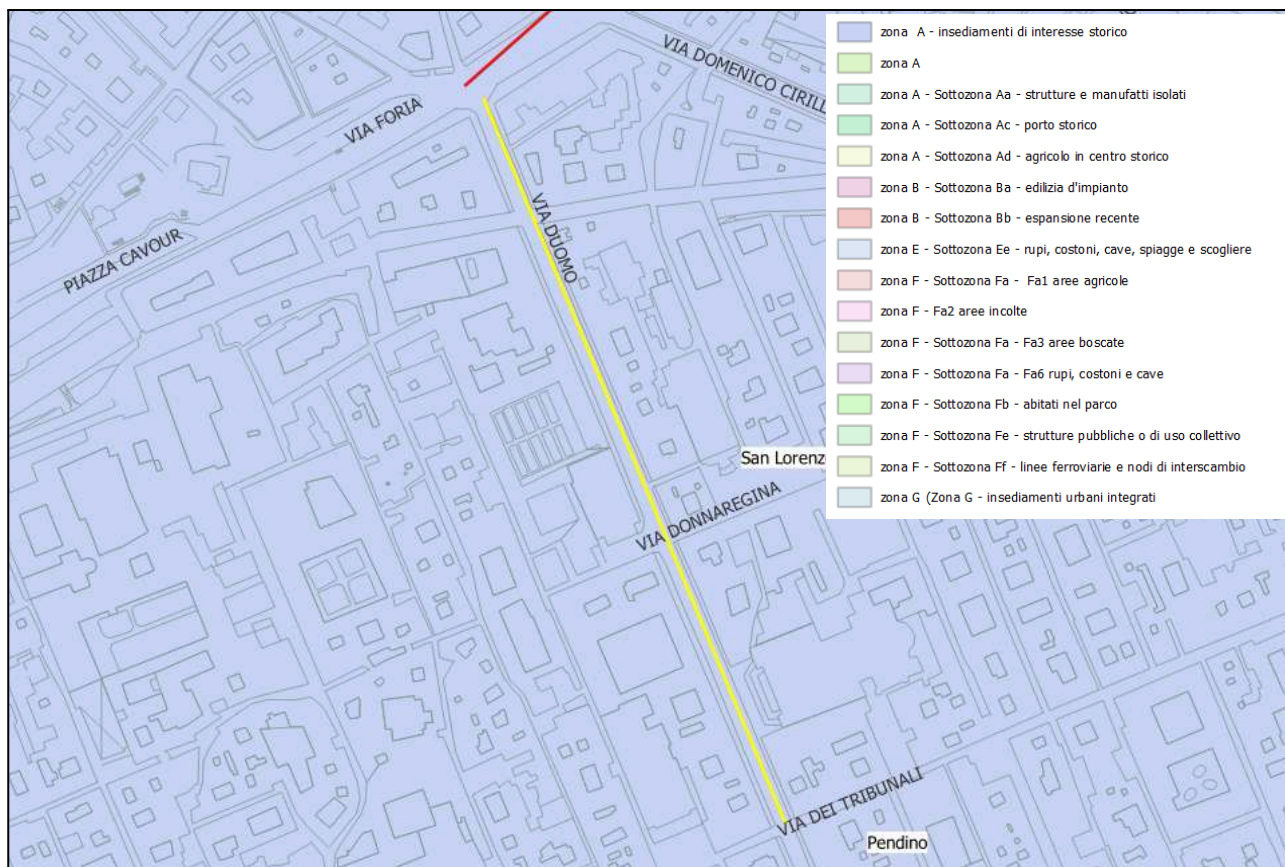 VIA DOMENICO CIRILL
VIA FORIA
VIA DUOMO
PIAZZA CAVOUR
San Lorenz
VIA DONNAREGINA
VIA DEI TRIBUNALI
Pendino
zona A - insediamenti di interesse storico
zona A
zona A - Sottozona Aa - strutture e manufatti isolati
zona A - Sottozona Ac - porto storico
zona A - Sottozona Ad - agricolo in centro storico
zona B - Sottozona Ba - edilizia d'impianto
zona B - Sottozona Bb - espansione recente
zona E - Sottozona Ee - rupi, costoni, cave, spiagge e scogliere
zona F - Sottozona Fa - Fa1 aree agricole
zona F - Fa2 aree incolte
zona F - Sottozona Fa - Fa3 aree boscate
zona F - Sottozona Fa - Fa6 rupi, costoni e cave
zona F - Sottozona Fb - abitati nel parco
zona F - Sottozona Fe - strutture pubbliche o di uso collettivo
zona F - Sottozona Ff - linee ferroviarie e nodi di interscambio
zona G (Zona G - insediamenti urbani integrati